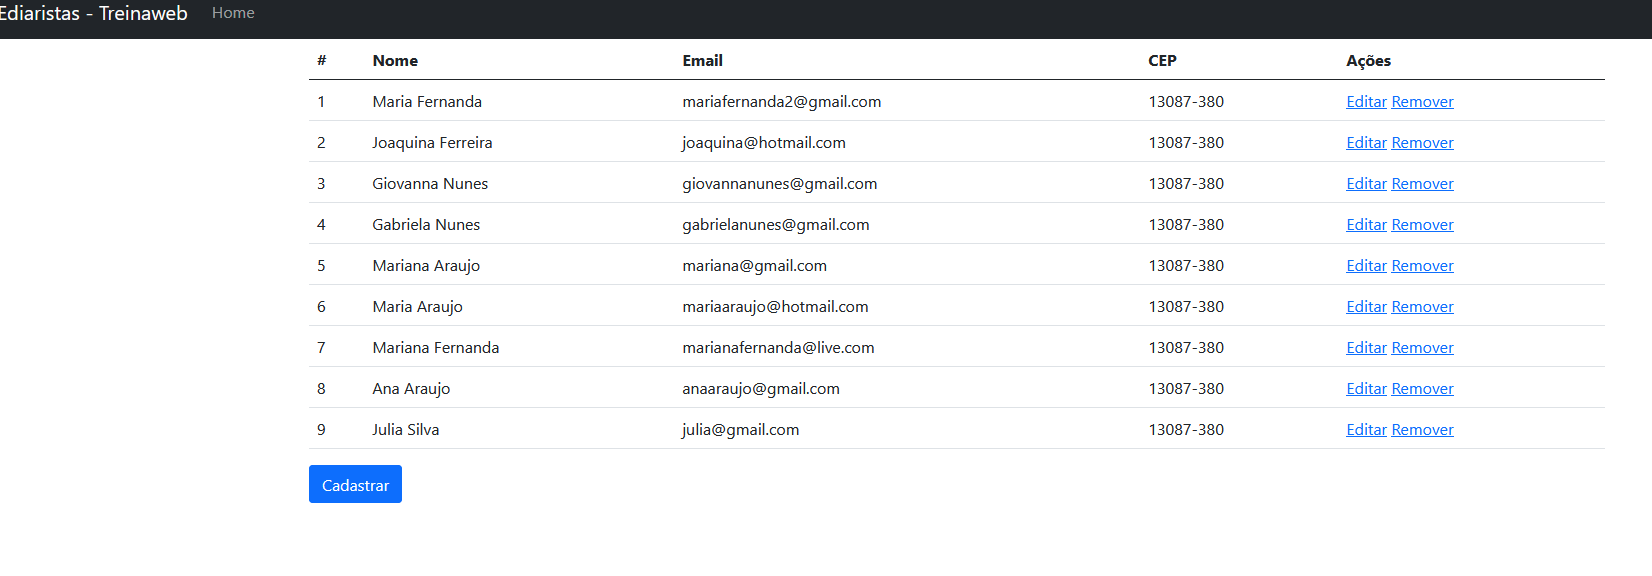 Ediaristas - Treinaweb Home
# Nome Email CEP Ações
1 Maria Fernanda mariafernanda2@gmail.com 13087-380 Editar Remover
2 Joaquina Ferreira joaquina@hotmail.com 13087-380 Editar Remover
3 Giovanna Nunes giovannanunes@gmail.com 13087-380 Editar Remover
4 Gabriela Nunes gabrielanunes@gmail.com 13087-380 Editar Remover
5 Mariana Araujo mariana@gmail.com 13087-380 Editar Remover
6 Maria Araujo mariaaraujo@hotmail.com 13087-380 Editar Remover
7 Mariana Fernanda marianafernanda@live.com 13087-380 Editar Remover
8 Ana Araujo anaaraujo@gmail.com 13087-380 Editar Remover
9 Julia Silva julia@gmail.com 13087-380 Editar Remover
Cadastrar